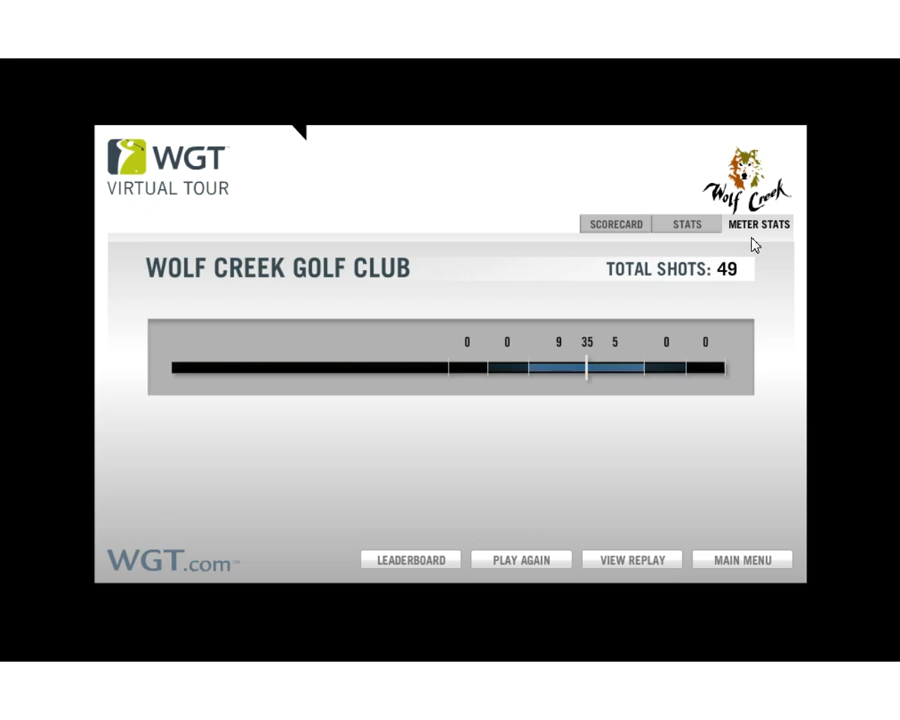 WGT
VIRTUAL TOUR
Wolf Creek
SCORECARD STATS METER STATS
WOLF CREEK GOLF CLUB TOTAL SHOTS: 49
0 0 9 35 5 0 0
WGT.com™ LEADERBOARD PLAY AGAIN VIEW REPLAY MAIN MENU